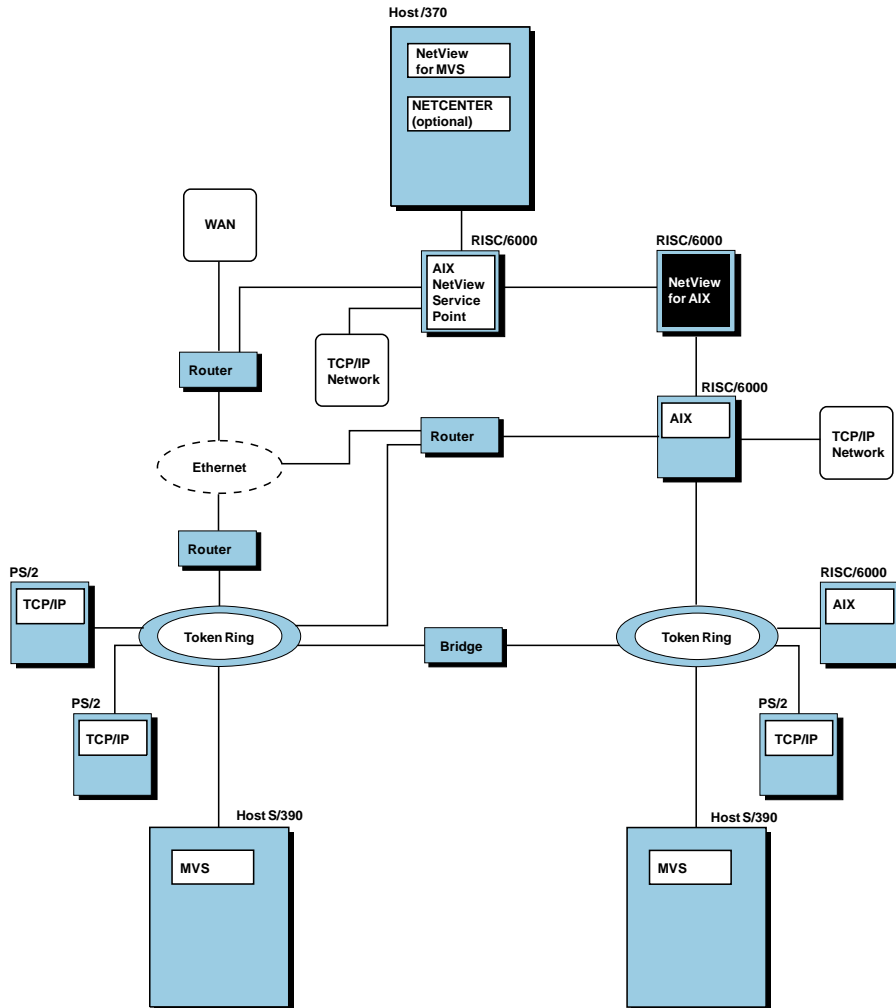 Host /370
NetView
for MVS
NETCENTER
(optional)
WAN
RISC/6000
AIX
NetView
Service
Point
RISC/6000
NetView
for AIX
Router
TCP/IP
Network
RISC/6000
AIX
Router
TCP/IP
Network
Ethernet
Router
PS/2
TCP/IP
Token Ring
Bridge
Token Ring
RISC/6000
AIX
PS/2
TCP/IP
PS/2
TCP/IP
Host S/390
MVS
Host S/390
MVS